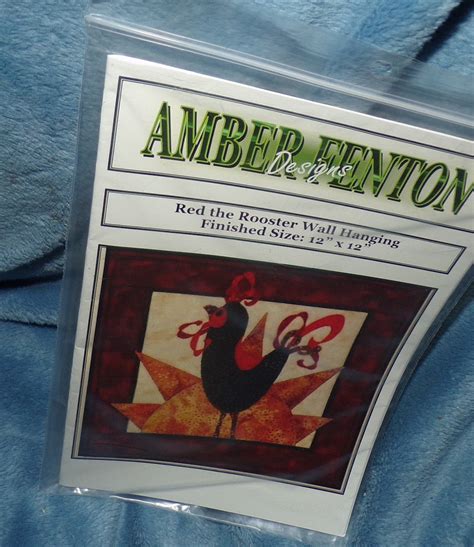 AMBER FENTON
Designs
Red the Rooster Wall Hanging
Finished Size: 12" x 12"